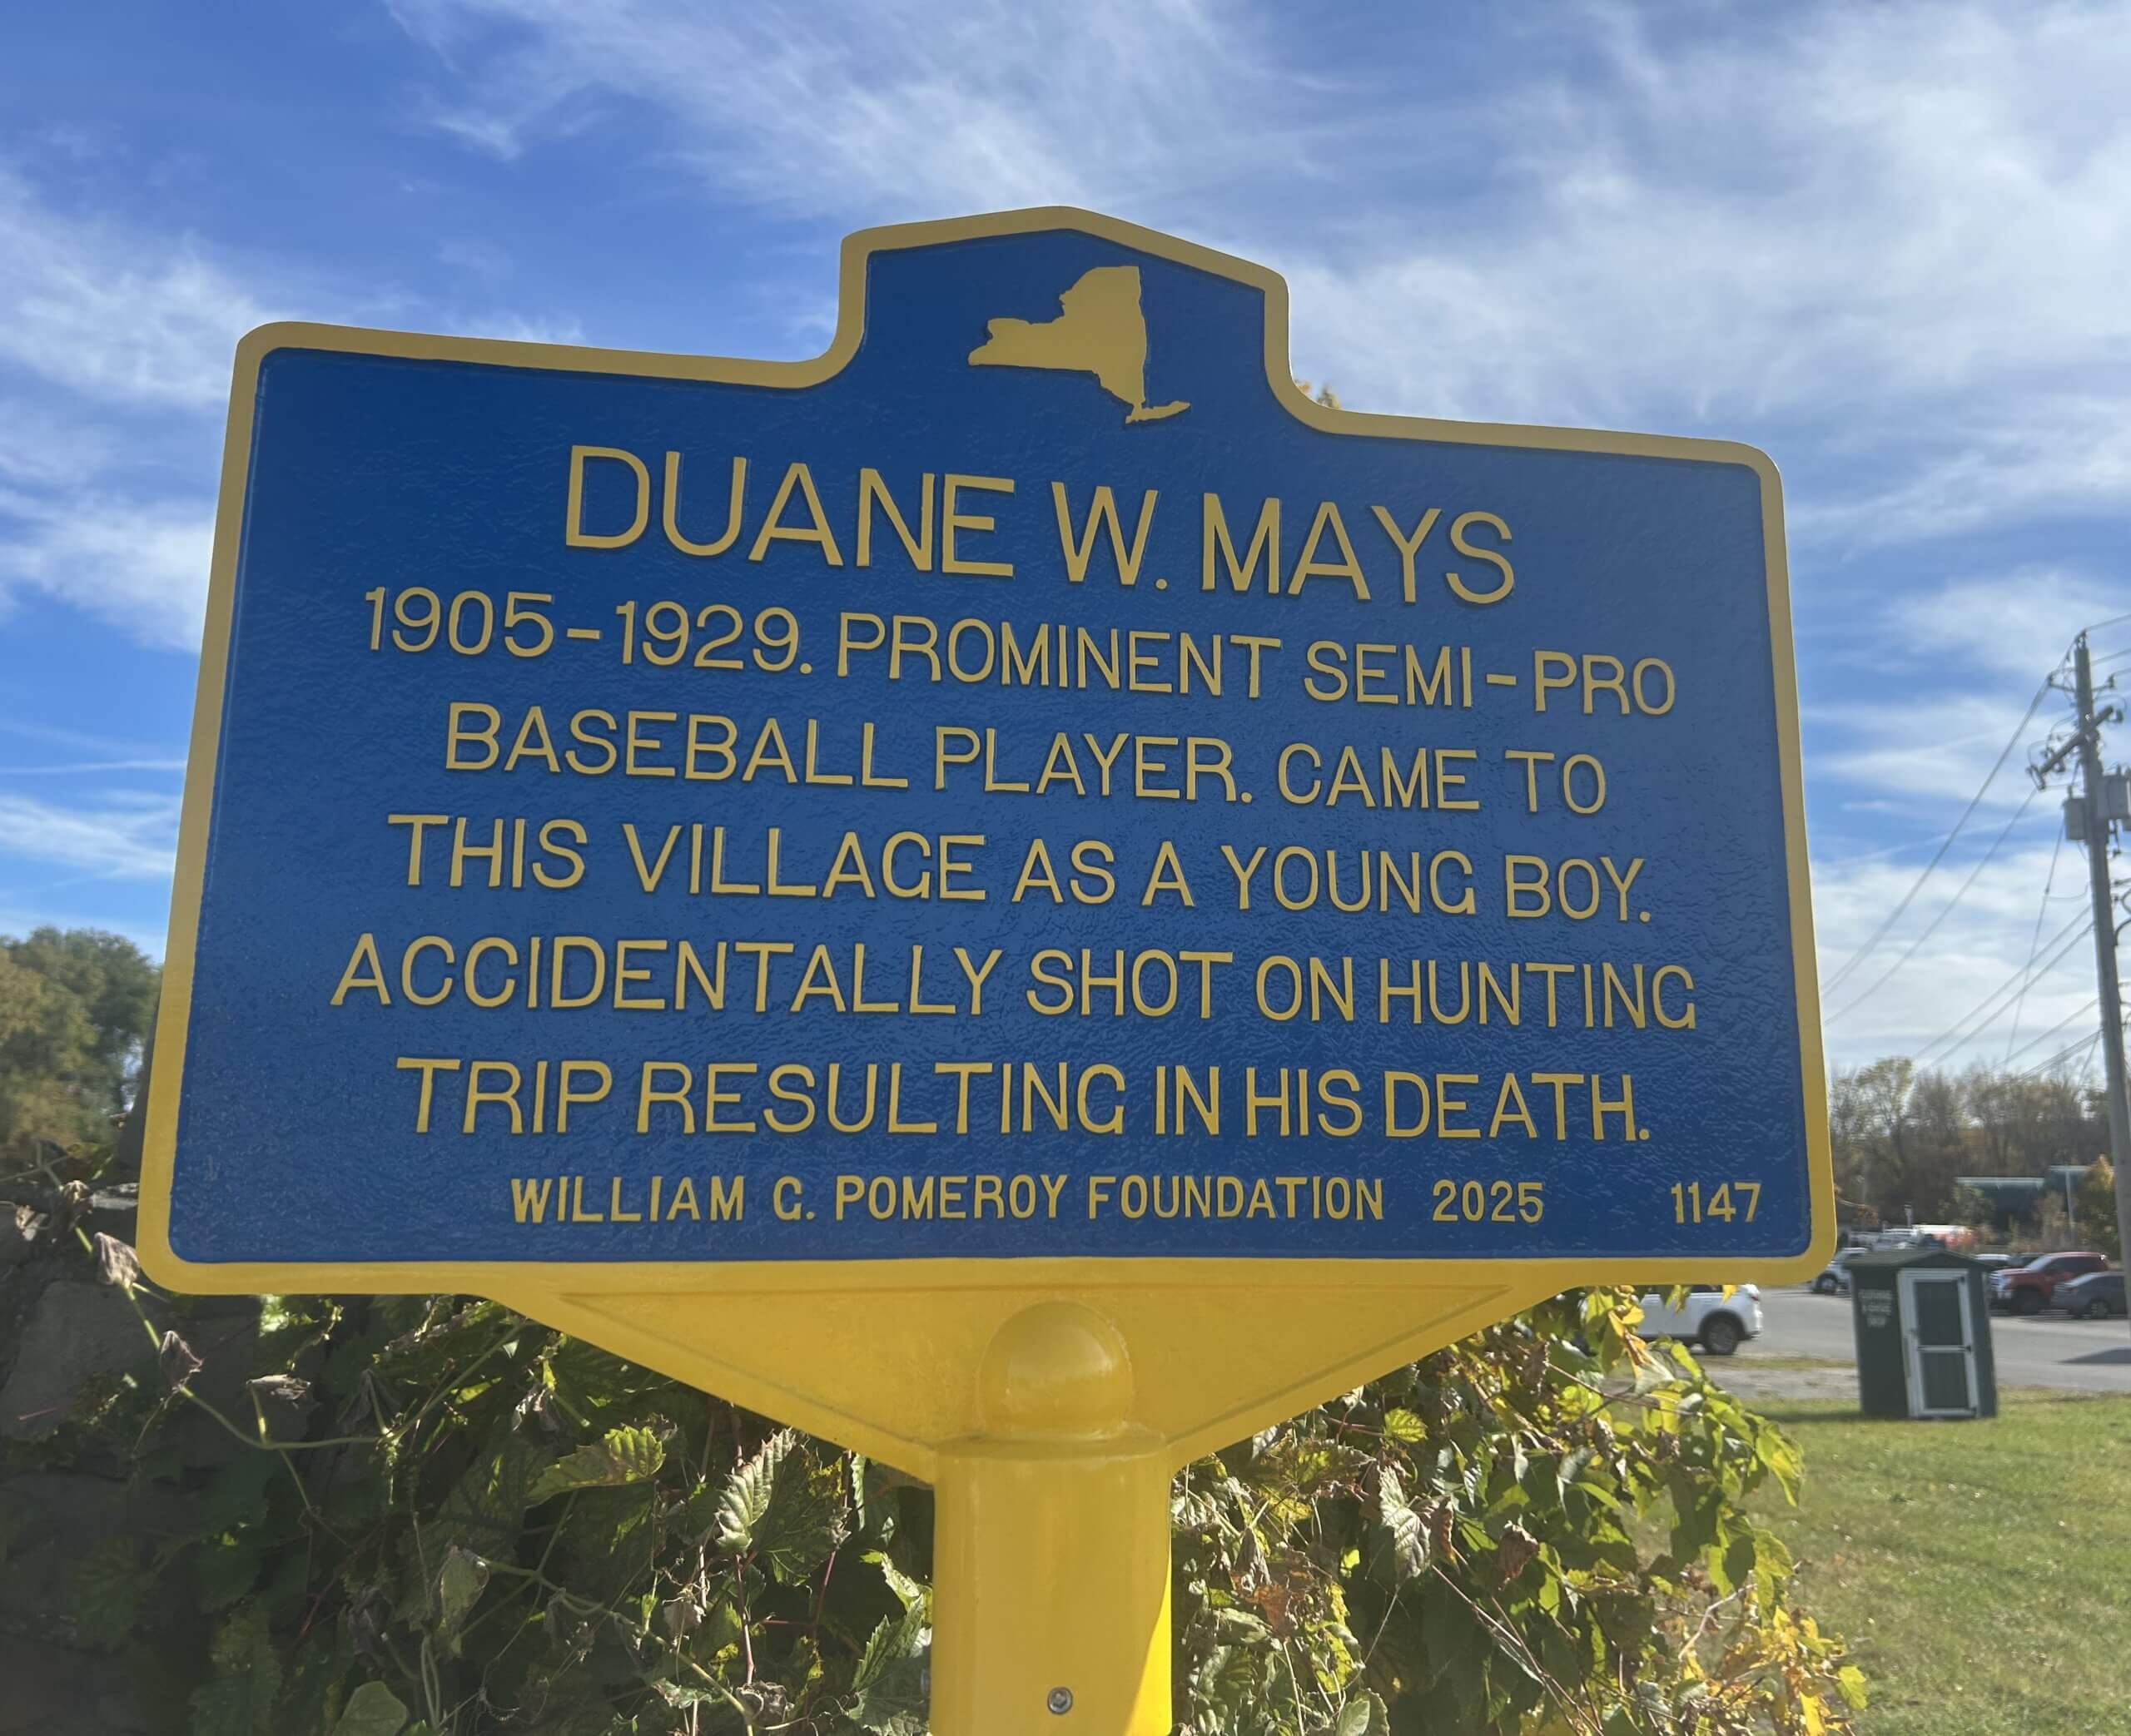 DUANE W. MAYS
1905-1929. PROMINENT SEMI-PRO
BASEBALL PLAYER. CAME TO
THIS VILLAGE AS A YOUNG BOY.
ACCIDENTALLY SHOT ON HUNTING
TRIP RESULTING IN HIS DEATH.
WILLIAM G. POMEROY FOUNDATION 2025 1147